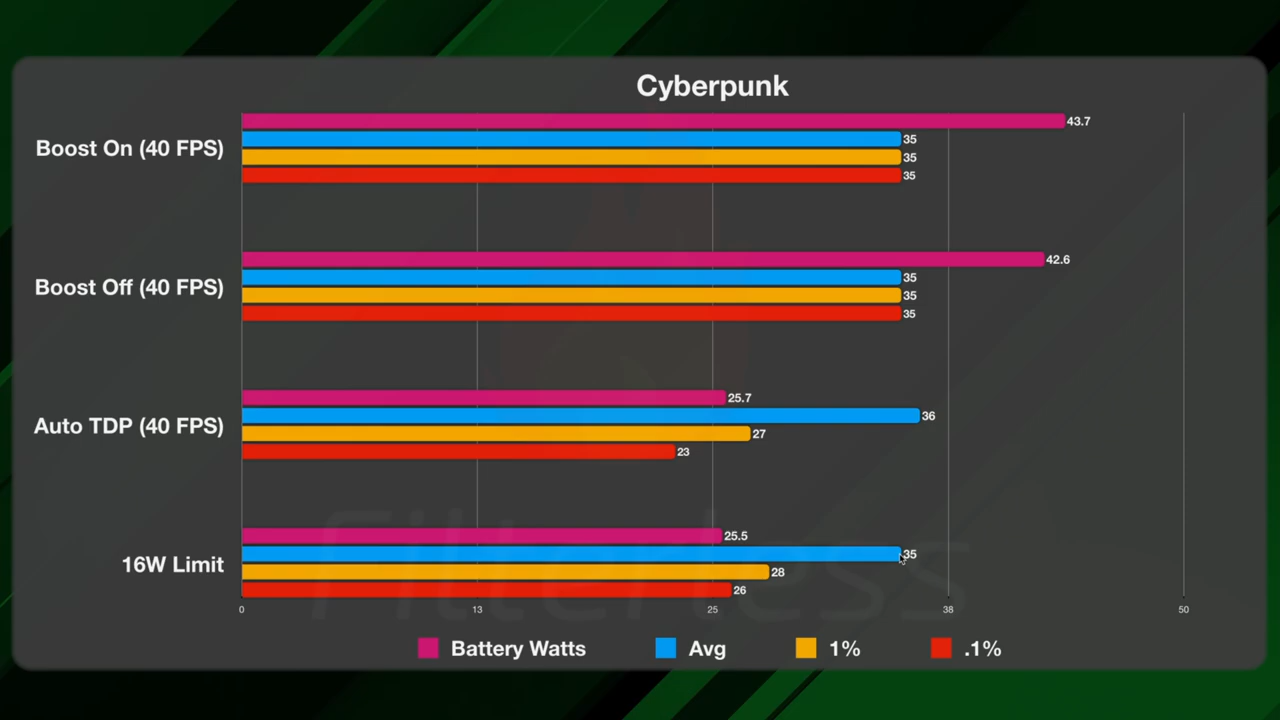 Cyberpunk
Boost On (40 FPS)
43.7
35
35
35
Boost Off (40 FPS)
42.6
35
35
35
Auto TDP (40 FPS)
25.7
36
27
23
16W Limit
25.5
35
28
26
0 13 25 38 50
Battery Watts Avg 1% .1%
Filterless